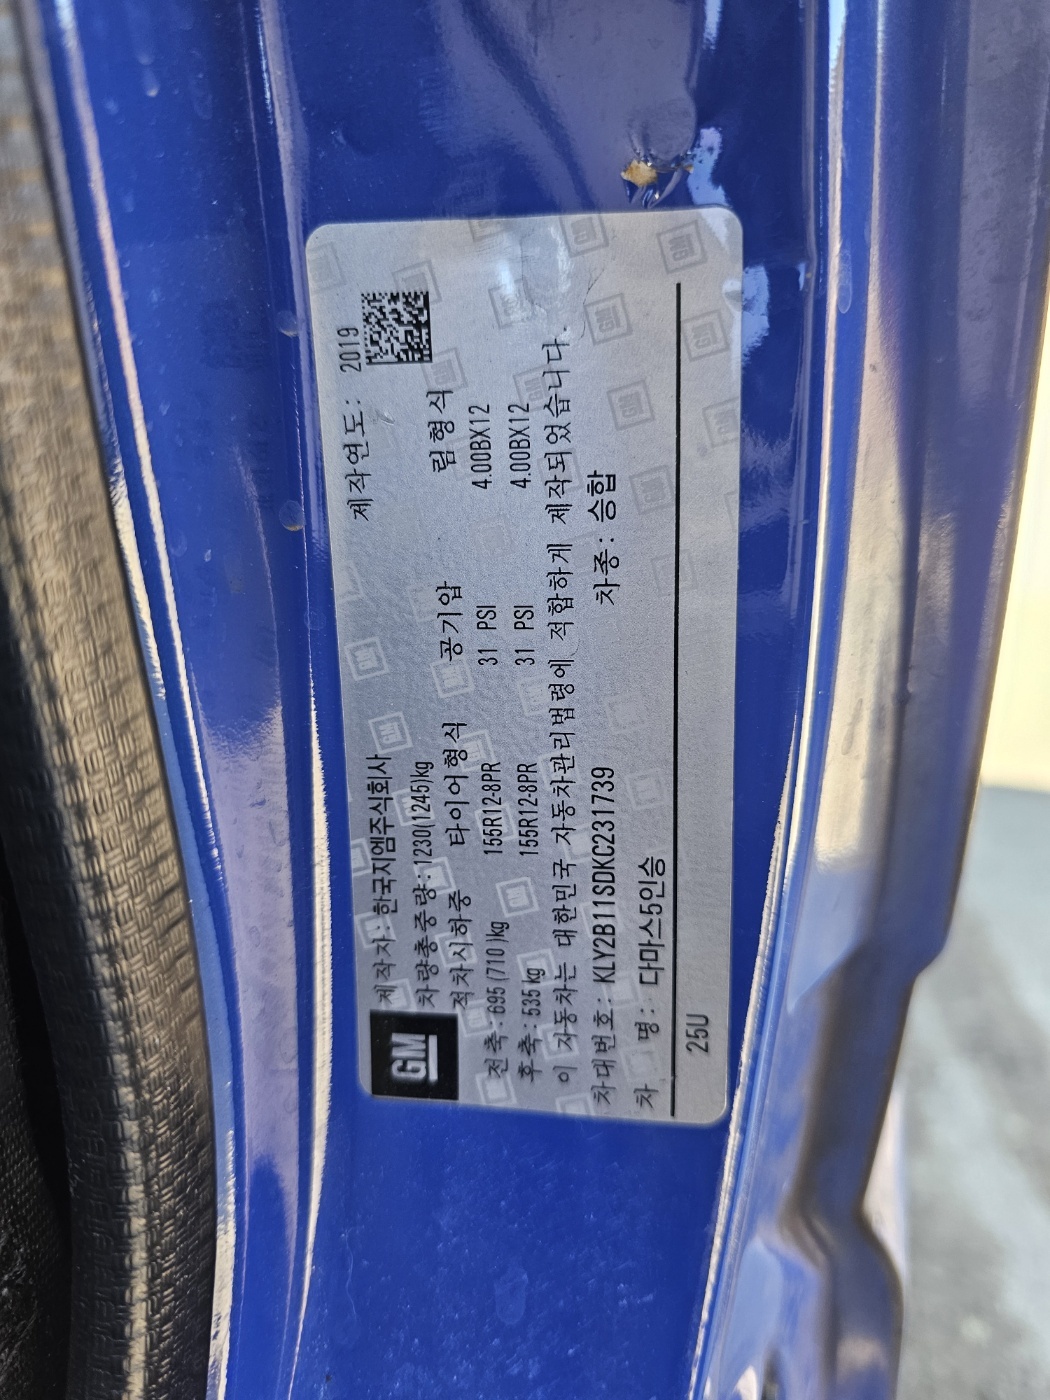 GM
제작자:한국지엠주식회사 제작연도: 2019
차량총중량:1230(1245)kg
적차시하중 타이어형식 공기압 림형식
전축:695(710)kg 155R12-8PR 31 PSI 4.00BX12
후축:535kg 155R12-8PR 31 PSI 4.00BX12
이 자동차는 대한민국 자동차관리법령에 적합하게 제작되었습니다.
차대번호: KLY2B11SDKC231739 차종: 승합
차 명: 다마스5인승
25U